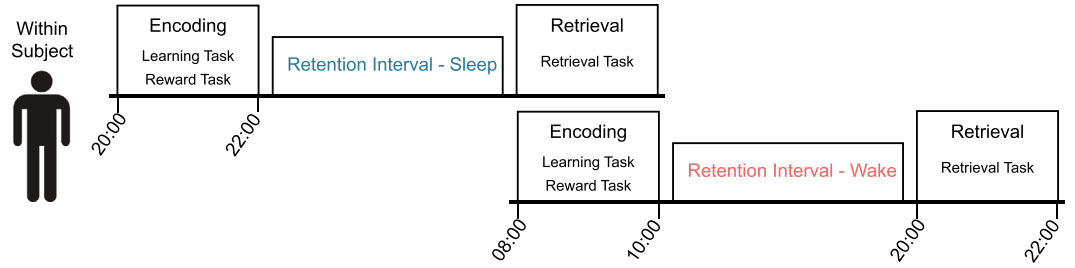 Within
Subject
Encoding
Learning Task
Reward Task
Retention Interval - Sleep
Retrieval
Retrieval Task
20:00
22:00
Encoding
Learning Task
Reward Task
Retention Interval - Wake
Retrieval
Retrieval Task
08:00
10:00
20:00
22:00